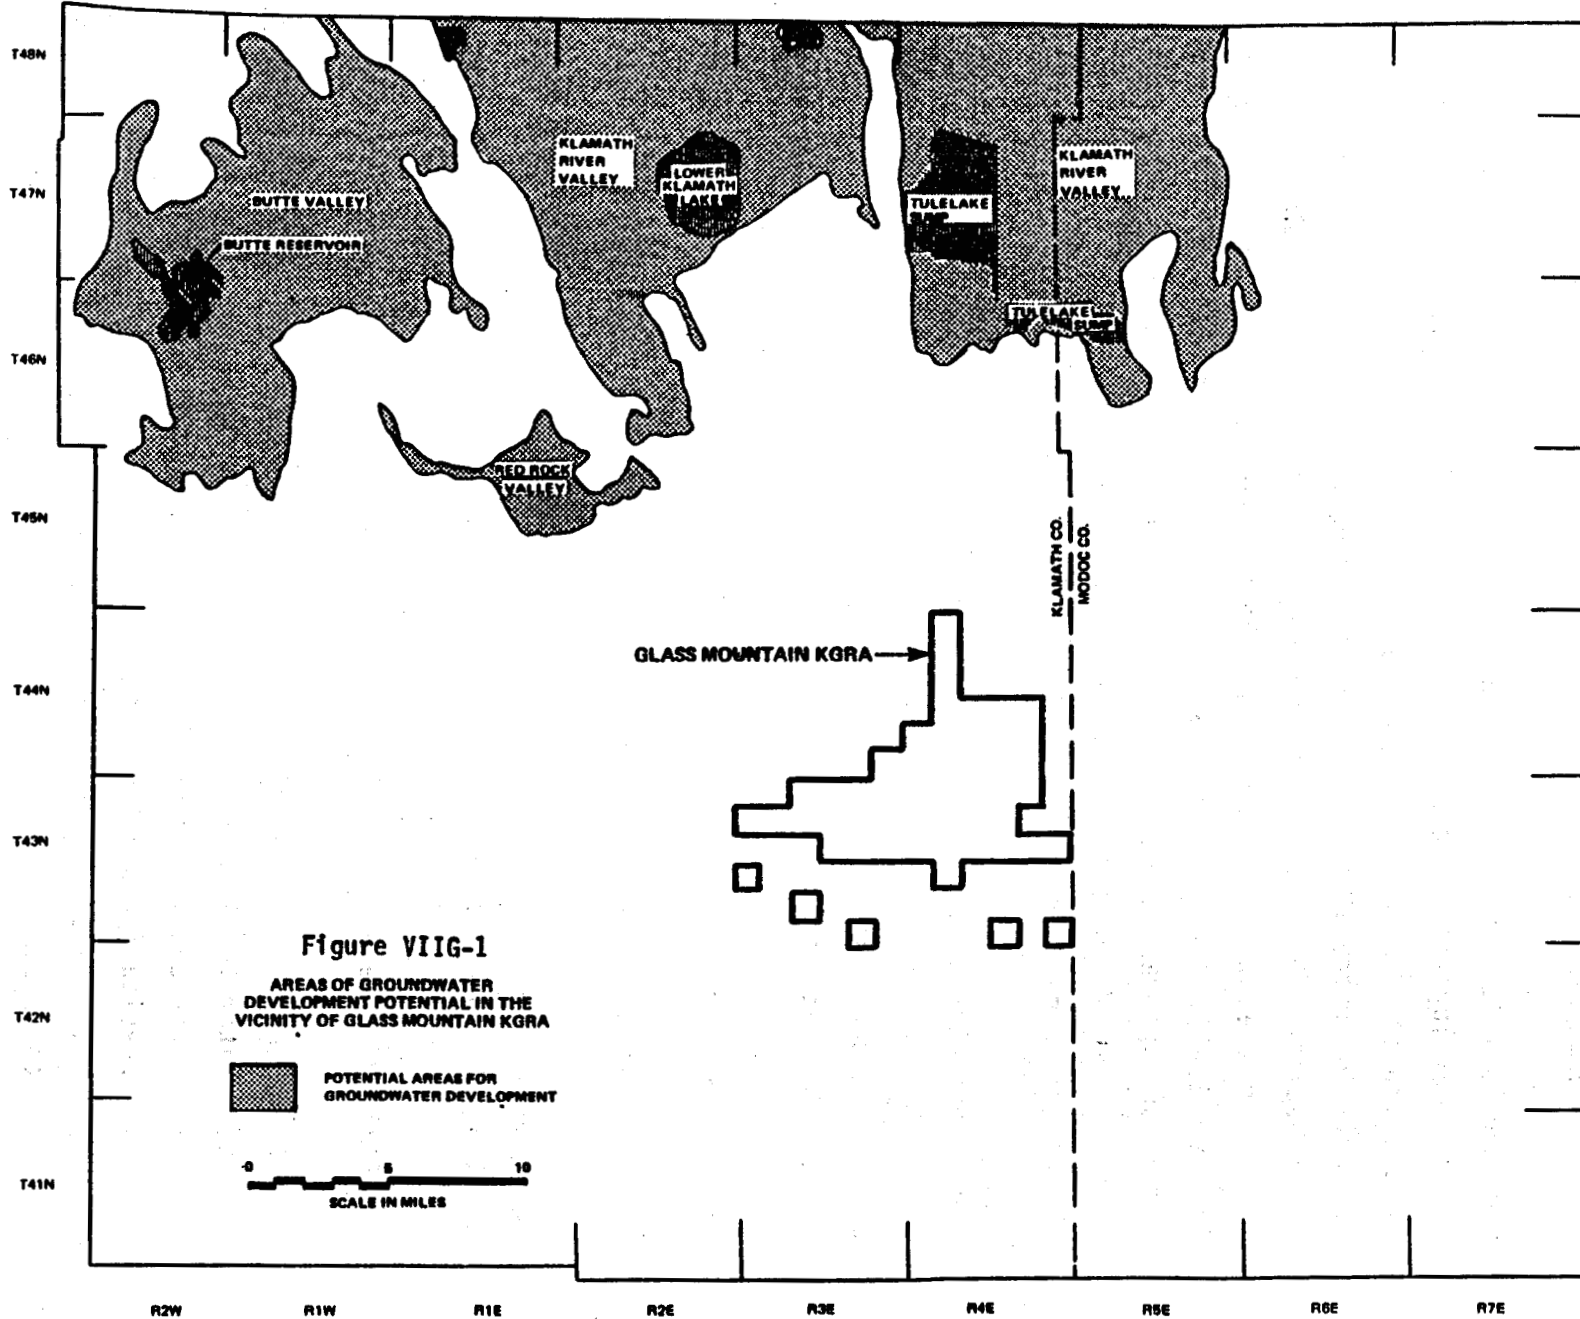 T48N
T47N
T46N
T45N
T44N
T43N
T42N
T41N
BUTTE VALLEY
BUTTE RESERVOIR
KLAMATH
RIVER
VALLEY
LOWER
KLAMATH
LAKE
TULELAKE
SUMP
KLAMATH
RIVER
VALLEY
TULELAKE
SUMP
RED ROCK
VALLEY
KLAMATH CO.
MODOC CO.
GLASS MOUNTAIN KGRA
Figure VIIG-1
AREAS OF GROUNDWATER
DEVELOPMENT POTENTIAL IN THE
VICINITY OF GLASS MOUNTAIN KGRA
POTENTIAL AREAS FOR
GROUNDWATER DEVELOPMENT
0 5 10
SCALE IN MILES
R2W R1W R1E R2E R3E R4E R5E R6E R7E